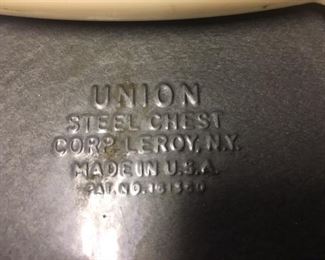 UNION
STEEL CHEST
CORP. LEROY, N.Y.
MADE IN U.S.A.
PAT. NO.